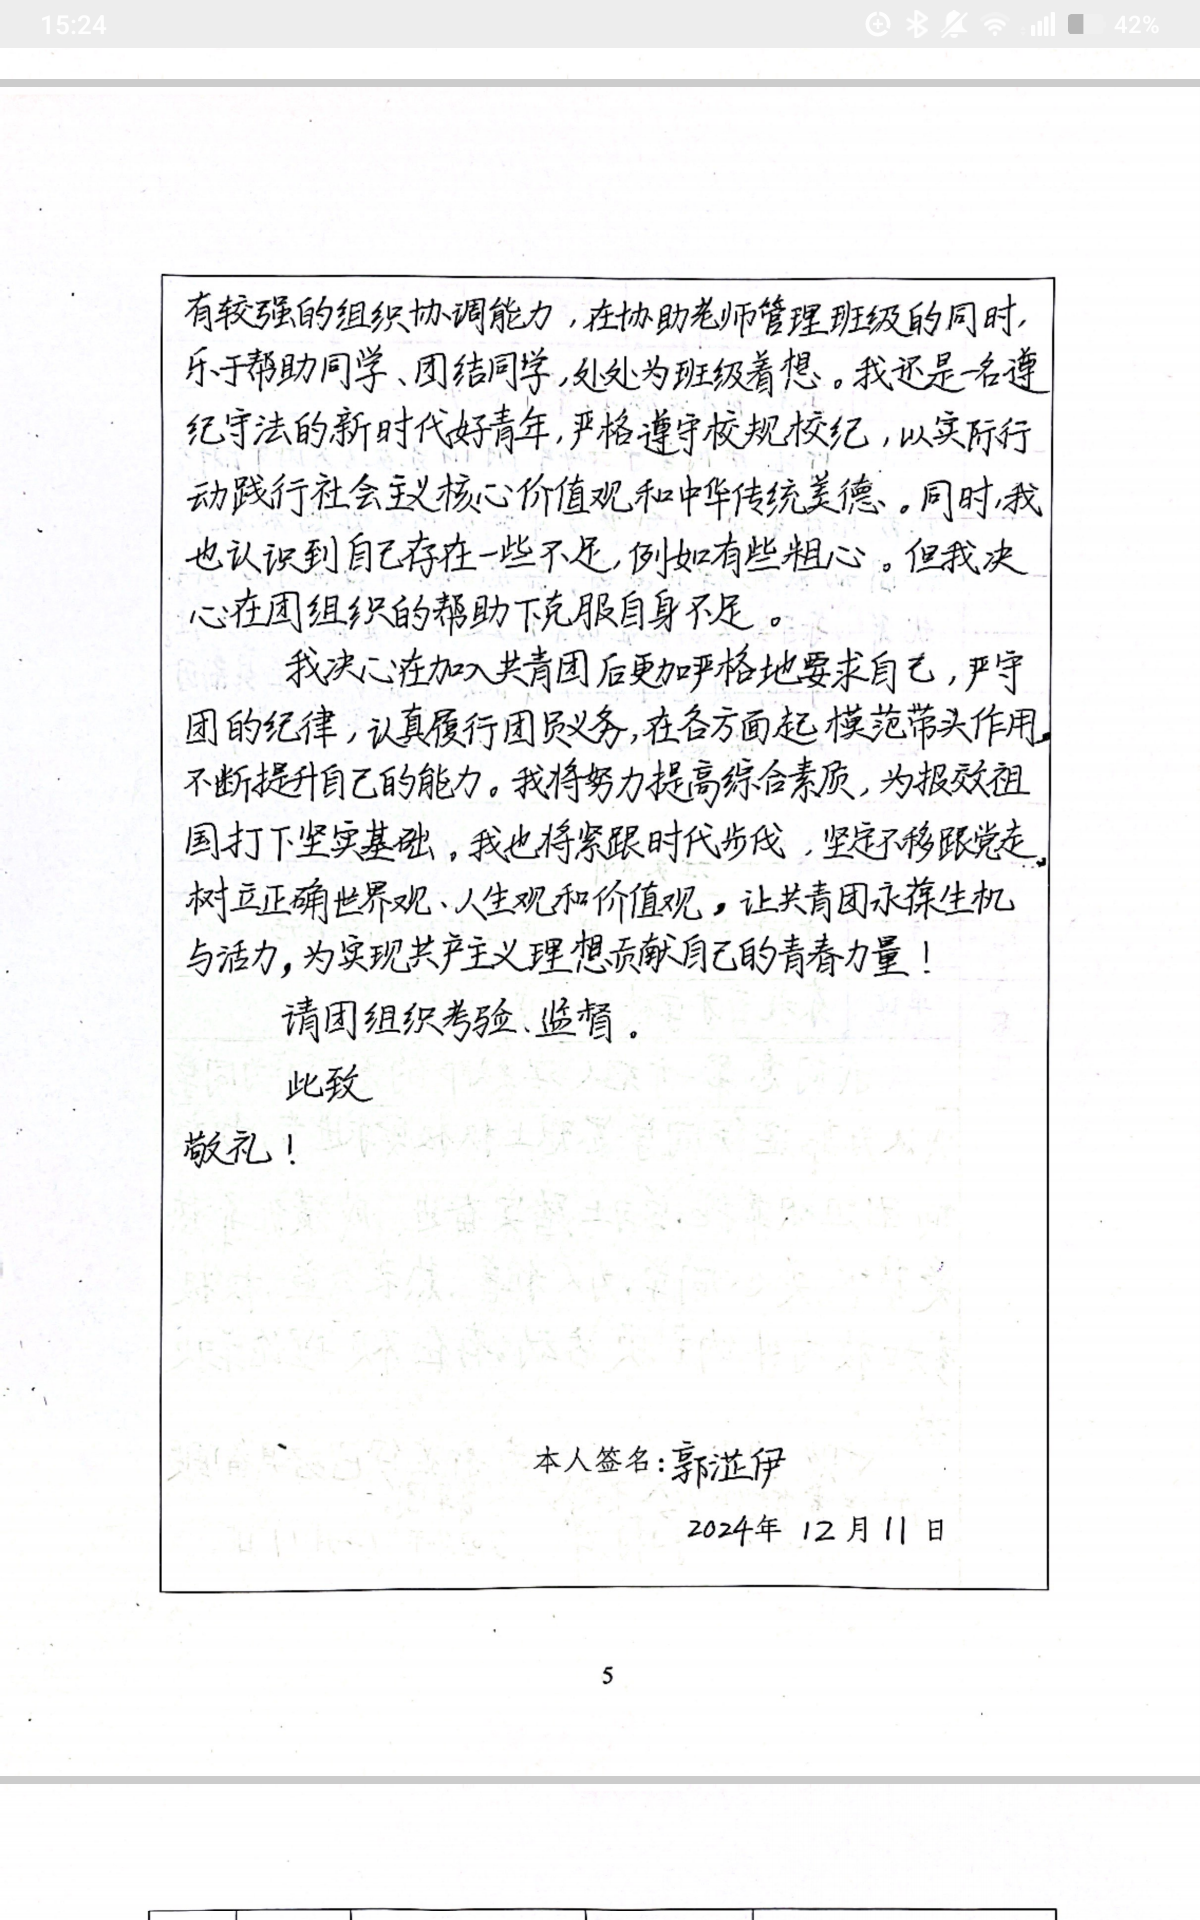 15:24
42%
有较强的组织协调能力，在协助老师管理班级的同时，
乐于帮助同学、团结同学，处处为班级着想。我还是一名遵
纪守法的新时代好青年，严格遵守校规校纪，以实际行
动践行社会主义核心价值观和中华传统美德。同时，我
也认识到自己存在一些不足，例如有些粗心。但我决
心在团组织的帮助下克服自身不足。
我决心在加入共青团后更加严格地要求自己，严守
团的纪律，认真履行团员义务，在各方面起模范带头作用，
不断提升自己的能力。我将努力提高综合素质，为报效祖
国打下坚实基础。我也将紧跟时代步伐，坚定不移跟党走，
树立正确世界观、人生观和价值观，让共青团永葆生机
与活力，为实现共产主义理想贡献自己的青春力量！
请团组织考验、监督。
此致
敬礼！
本人签名：郭淽伊
2024年 12月 11日
5